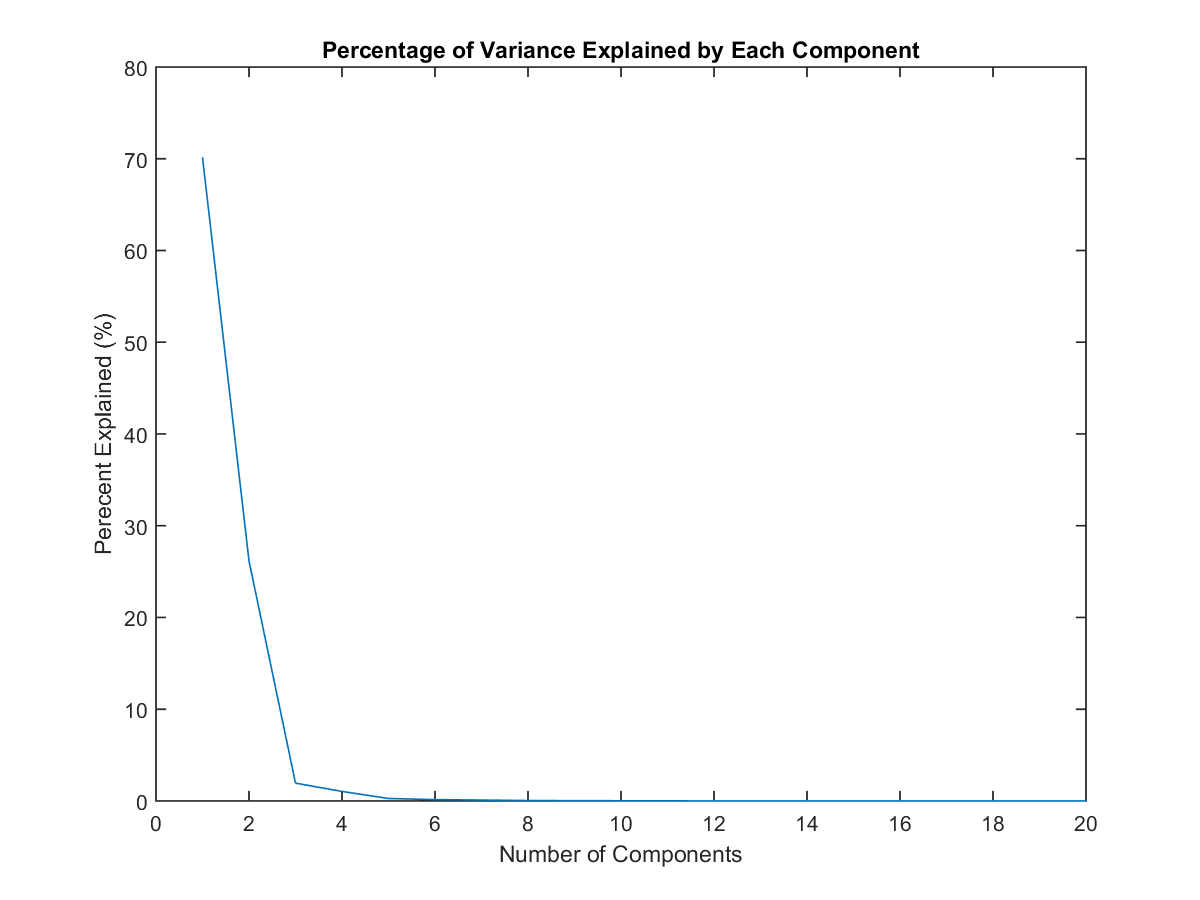 Percentage of Variance Explained by Each Component
80
70
60
50
40
30
20
10
0
Perecent Explained (%)
0 2 4 6 8 10 12 14 16 18 20
Number of Components